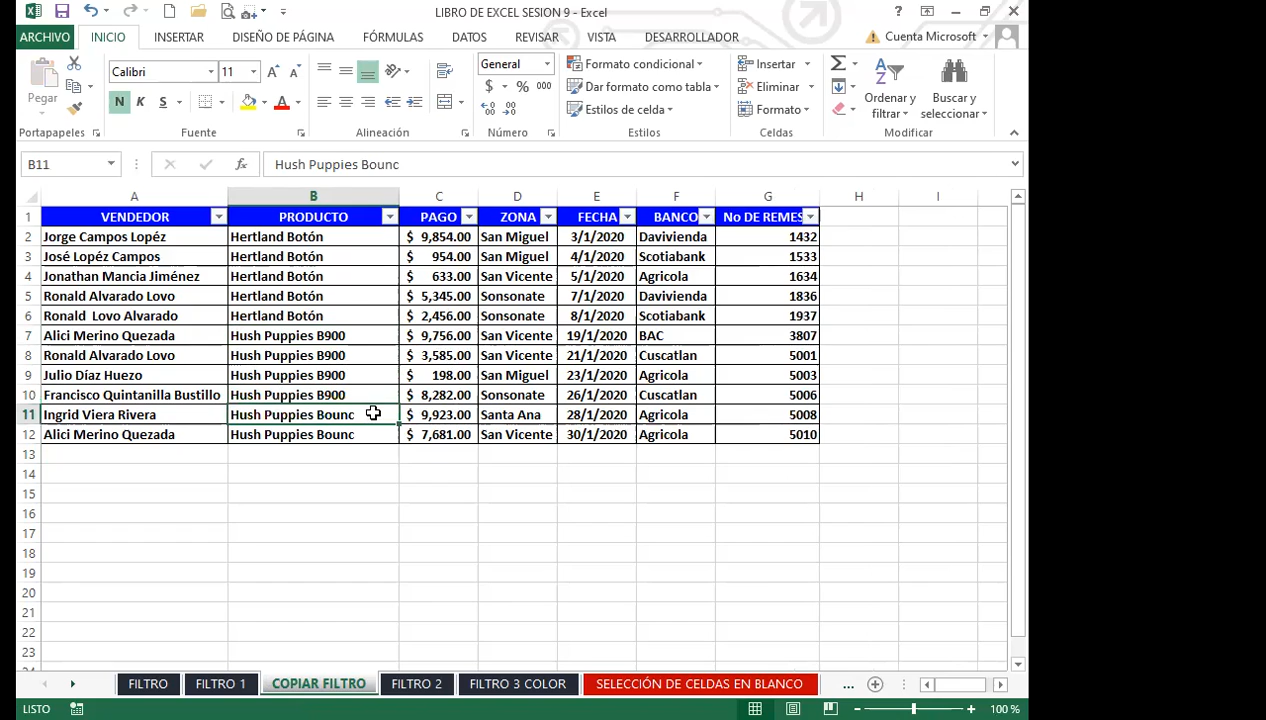 LIBRO DE EXCEL SESION 9 - Excel
ARCHIVO INICIO INSERTAR DISEÑO DE PÁGINA FÓRMULAS DATOS REVISAR VISTA DESARROLLADOR Cuenta Microsoft
Pegar
Calibri 11
N K S
General
$ % 000
Formato condicional
Dar formato como tabla
Estilos de celda
Insertar
Eliminar
Formato
Ordenar y
filtrar
Buscar y
seleccionar
Portapapeles Fuente Alineación Número Estilos Celdas Modificar
B11 fx Hush Puppies Bounc
A B C D E F G H I
1 VENDEDOR PRODUCTO PAGO ZONA FECHA BANCO No DE REMES
2 Jorge Campos Lopéz Hertland Botón $ 9,854.00 San Miguel 3/1/2020 Davivienda 1432
3 José Lopéz Campos Hertland Botón $ 954.00 San Miguel 4/1/2020 Scotiabank 1533
4 Jonathan Mancia Jiménez Hertland Botón $ 633.00 San Vicente 5/1/2020 Agricola 1634
5 Ronald Alvarado Lovo Hertland Botón $ 5,345.00 Sonsonate 7/1/2020 Davivienda 1836
6 Ronald  Lovo Alvarado Hertland Botón $ 2,456.00 Sonsonate 8/1/2020 Scotiabank 1937
7 Alici Merino Quezada Hush Puppies B900 $ 9,756.00 San Vicente 19/1/2020 BAC 3807
8 Ronald Alvarado Lovo Hush Puppies B900 $ 3,585.00 San Vicente 21/1/2020 Cuscatlan 5001
9 Julio Díaz Huezo Hush Puppies B900 $ 198.00 San Miguel 23/1/2020 Agricola 5003
10 Francisco Quintanilla Bustillo Hush Puppies B900 $ 8,282.00 Sonsonate 26/1/2020 Cuscatlan 5006
11 Ingrid Viera Rivera Hush Puppies Bounc $ 9,923.00 Santa Ana 28/1/2020 Agricola 5008
12 Alici Merino Quezada Hush Puppies Bounc $ 7,681.00 San Vicente 30/1/2020 Agricola 5010
13
14
15
16
17
18
19
20
21
22
23
FILTRO FILTRO 1 COPIAR FILTRO FILTRO 2 FILTRO 3 COLOR SELECCIÓN DE CELDAS EN BLANCO ...
LISTO 100 %